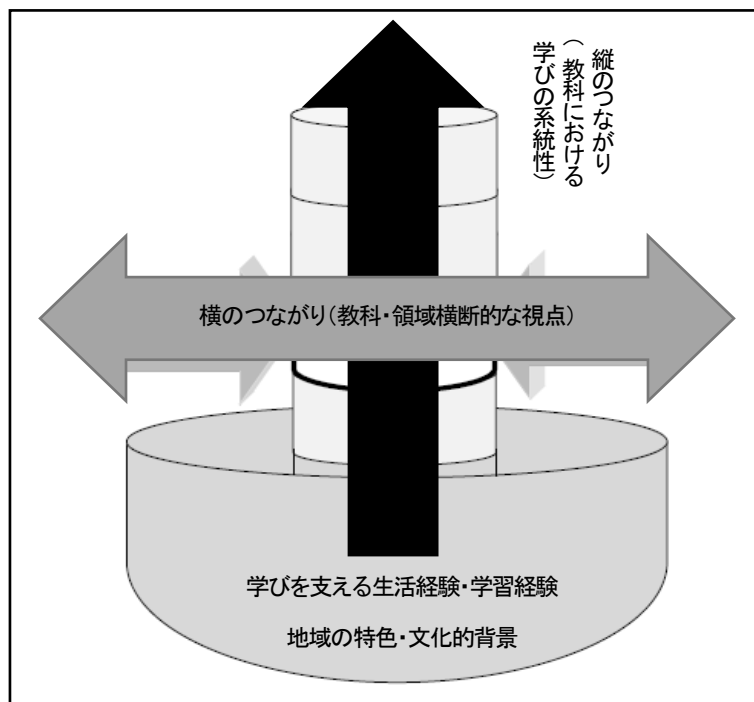 縦のつながり
(教科における
学びの系統性)
横のつながり(教科・領域横断的な視点)
学びを支える生活経験・学習経験
地域の特色・文化的背景